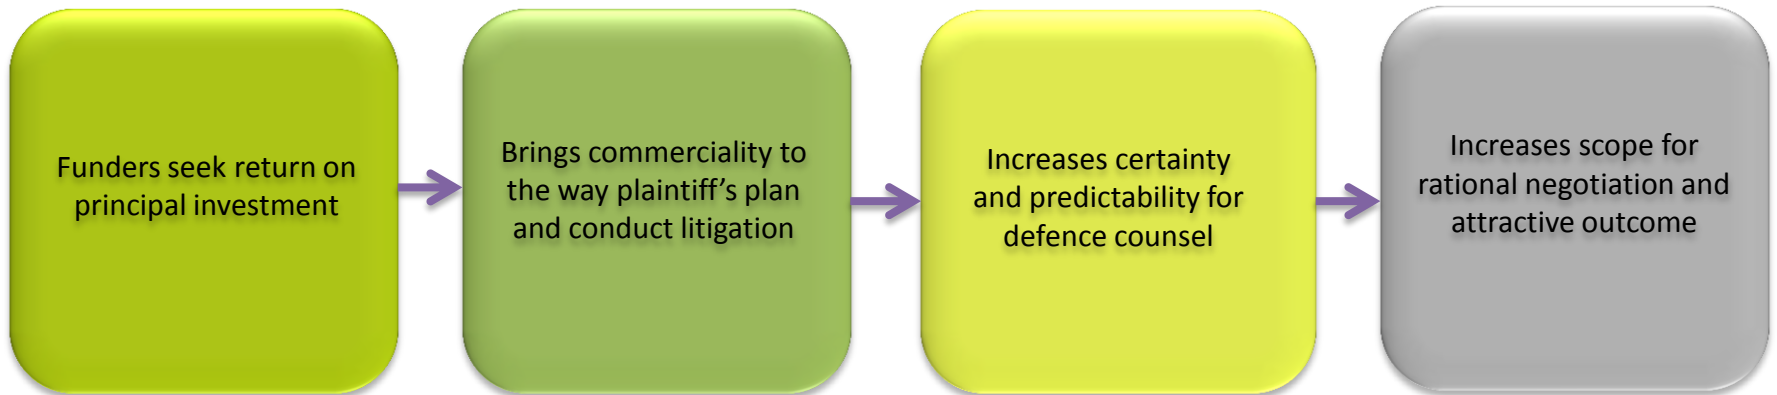 Funders seek return on
principal investment
Brings commerciality to
the way plaintiff’s plan
and conduct litigation
Increases certainty
and predictability for
defence counsel
Increases scope for
rational negotiation and
attractive outcome